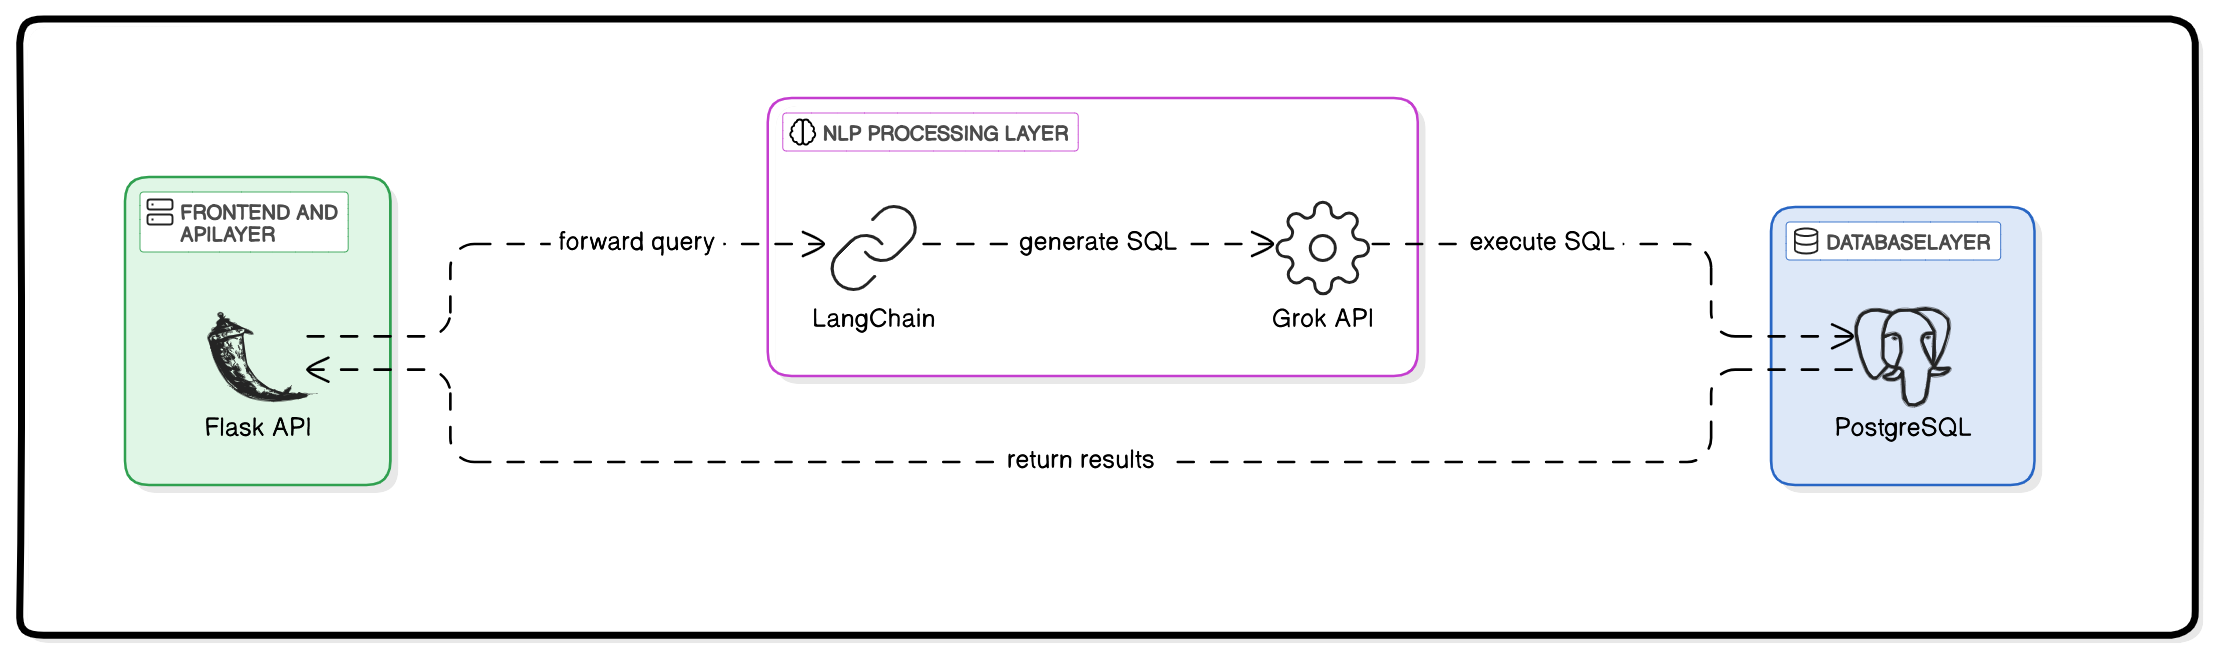 NLP PROCESSING LAYER
FRONTEND AND
APILAYER
forward query
generate SQL
execute SQL
DATABASELAYER
LangChain
Grok API
Flask API
PostgreSQL
return results